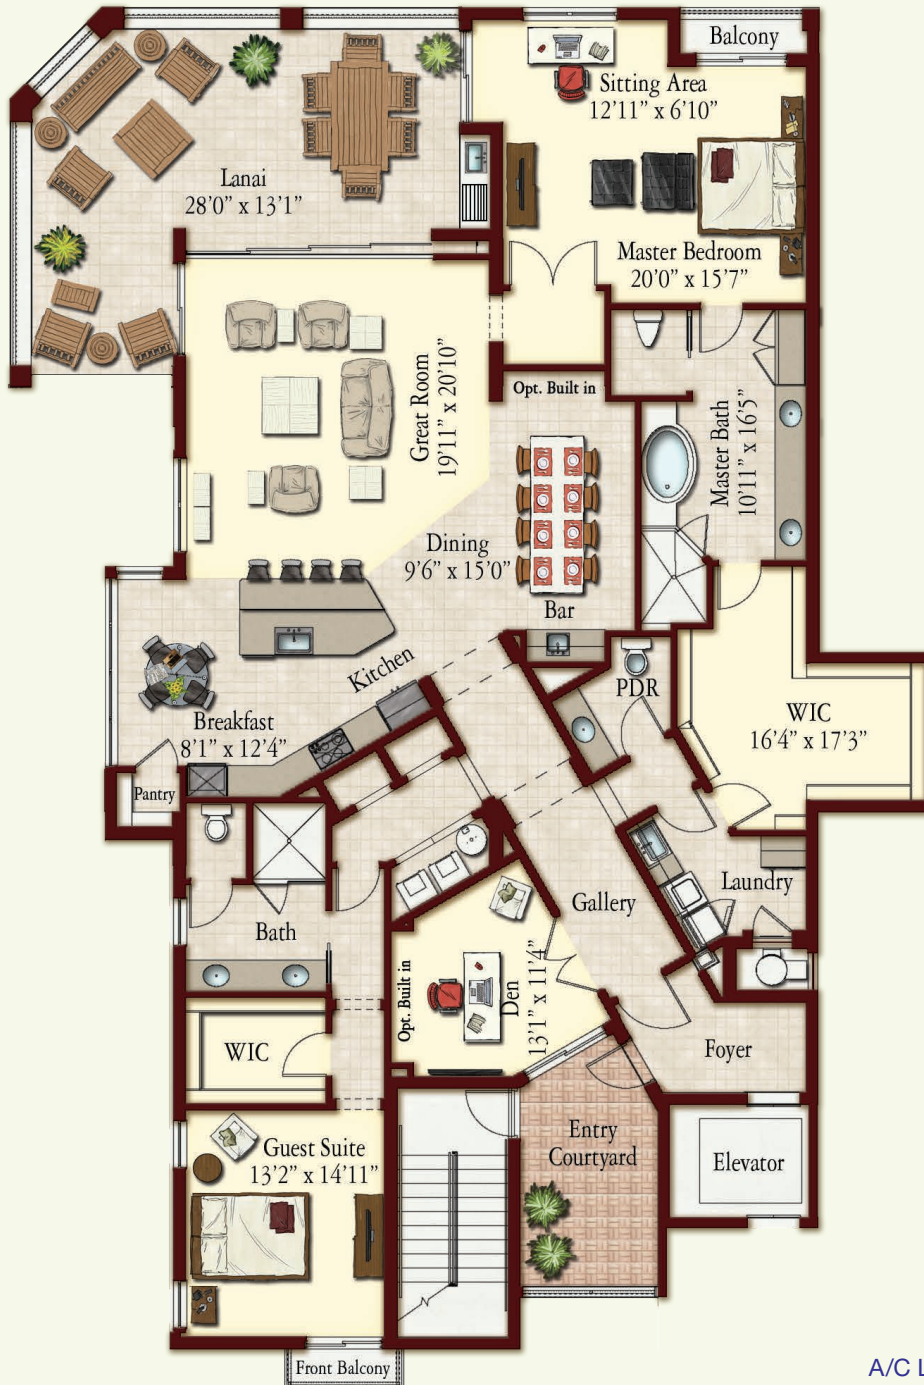 Balcony
Sitting Area
12'11" x 6'10"
Lanai
28'0" x 13'1"
Master Bedroom
20'0" x 15'7"
Great Room
19'11" x 20'10"
Opt. Built in
Master Bath
10'11" x 16'5"
Dining
9'6" x 15'0"
Bar
Kitchen
PDR
Breakfast
8'1" x 12'4"
WIC
16'4" x 17'3"
Pantry
Laundry
Gallery
Bath
Opt. Built in
Den
13'1" x 11'4"
WIC
Foyer
Entry
Courtyard
Guest Suite
13'2" x 14'11"
Elevator
Front Balcony
A/C L